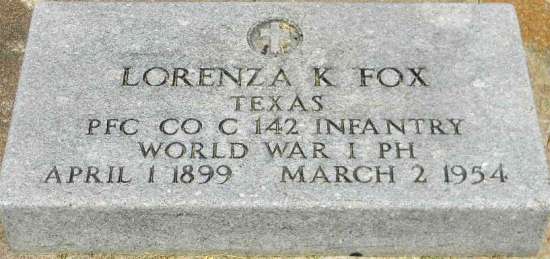 LORENZA K FOX
TEXAS
PFC CO C 142 INFANTRY
WORLD WAR I PH
APRIL 1 1899 MARCH 2 1954